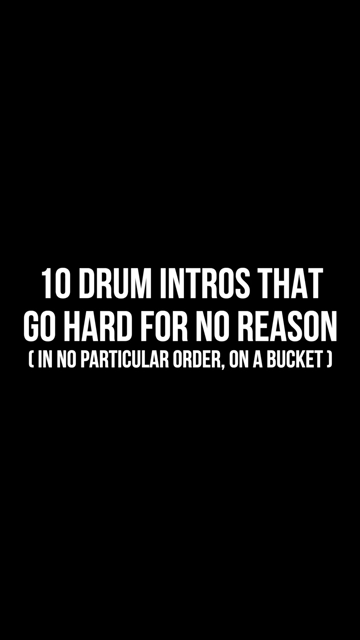 10 DRUM INTROS THAT
GO HARD FOR NO REASON
( IN NO PARTICULAR ORDER, ON A BUCKET )